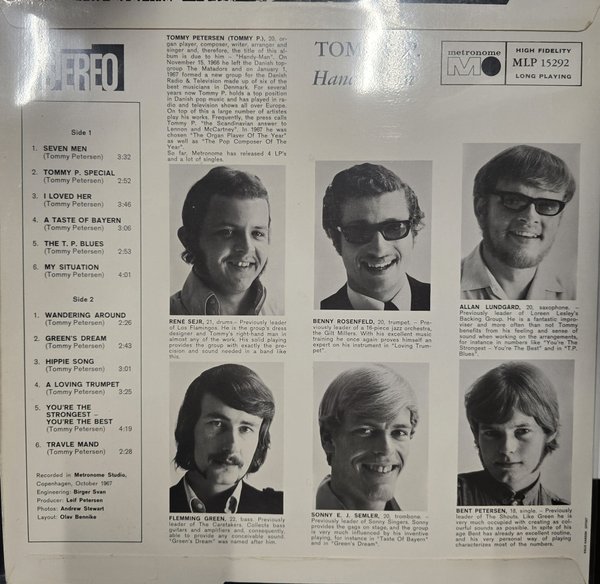 STEREO
TOMMY P.
metronome
HIGH FIDELITY
MLP 15292
LONG PLAYING
TOMMY PETERSEN (TOMMY P.), 20, or-
gan player, composer, writer, arranger and
singer and, therefore, the title of this al-
bum is due to him - "Handy-Man". On
November 15, 1966 he left the Danish top-
group The Matadors and on January 1,
1967 formed a new group for the Danish
Radio & Television made up of six of the
best musicians in Denmark. For several
years now Tommy P. holds a top position
in Danish pop music and has played in ra-
dio and television shows all over Europe.
On top of this a large number of artistes
play his works. Frequently, the press calls
Tommy P. "the Scandinavian answer to
Lennon and McCartney". In 1967 he was
chosen "The Organ Player Of The Year"
as well as "The Pop Composer Of The
Year".
So far, Metronome has released 4 LP's
and a lot of singles.
Side 1
1. SEVEN MEN
(Tommy Petersen) 3:32
2. TOMMY P. SPECIAL
(Tommy Petersen) 2:52
3. I LOVED HER
(Tommy Petersen) 3:46
4. A TASTE OF BAYERN
(Tommy Petersen) 3:06
5. THE T. P. BLUES
(Tommy Petersen) 2:53
6. MY SITUATION
(Tommy Petersen) 4:01
Side 2
1. WANDERING AROUND
(Tommy Petersen) 2:26
2. GREEN'S DREAM
(Tommy Petersen) 2:43
3. HIPPIE SONG
(Tommy Petersen) 3:01
4. A LOVING TRUMPET
(Tommy Petersen) 3:25
5. YOU'RE THE
STRONGEST –
YOU'RE THE BEST
(Tommy Petersen) 4:19
6. TRAVLE MAND
(Tommy Petersen) 2:28
Recorded in Metronome Studio,
Copenhagen, October 1967
Engineering: Birger Svan
Producer: Leif Petersen
Photos: Andrew Stewart
Layout: Olav Bennike
RENE SEJR, 21, drums.- Previously leader
of Los Flamingos. He is the group's dress
designer and Tommy's right-hand man in
almost any of the work. His solid playing
provides the group with exactly the pre-
cision and sound needed in a band like
this.
BENNY ROSENFELD, 20, trumpet. - Pre-
viously leader of a 16-piece jazz orchestra,
the Gilt Millers. With his excellent musical
training he once again proves himself an
expert on his instrument in "Loving Trum-
pet".
ALLAN LUNDGARD, 20, saxophone. -
Previously leader of Loreen Lesley's
Backing Group. He is a fantastic impro-
viser and more often than not Tommy
benefits from his feeling and sense of
sound when working on the arrangements,
for instance in numbers like "You're The
Strongest – You're The Best" and in "T.P.
Blues".
FLEMMING GREEN, 22, bass. Previously
leader of The Caretakers. Collects bass
guitars and amplifiers and, consequently,
able to provide any conceivable sound.
"Green's Dream" was named after him.
SONNY E. J. SEMLER, 20, trombone. -
Previously leader of Sonny Singers. Sonny
provides the gags on stage, and the group
is very much influenced by his inventive
playing, for instance in "Taste Of Bayern"
and in "Green's Dream".
BENT PETERSEN, 18, single. - Previously
leader of The Shouts. Like Green he is
very much occupied with creating as col-
ourful sounds as possible. In spite of his
age Bent has already an excellent routine,
and his very personal way of playing
characterizes most of the numbers.